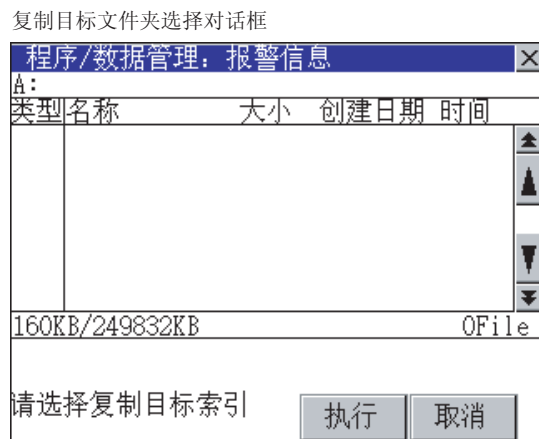 复制目标文件夹选择对话框
程序/数据管理：报警信息
A:
类型 名称 大小 创建日期 时间
160KB/249832KB 0File
请选择复制目标索引 执行 取消